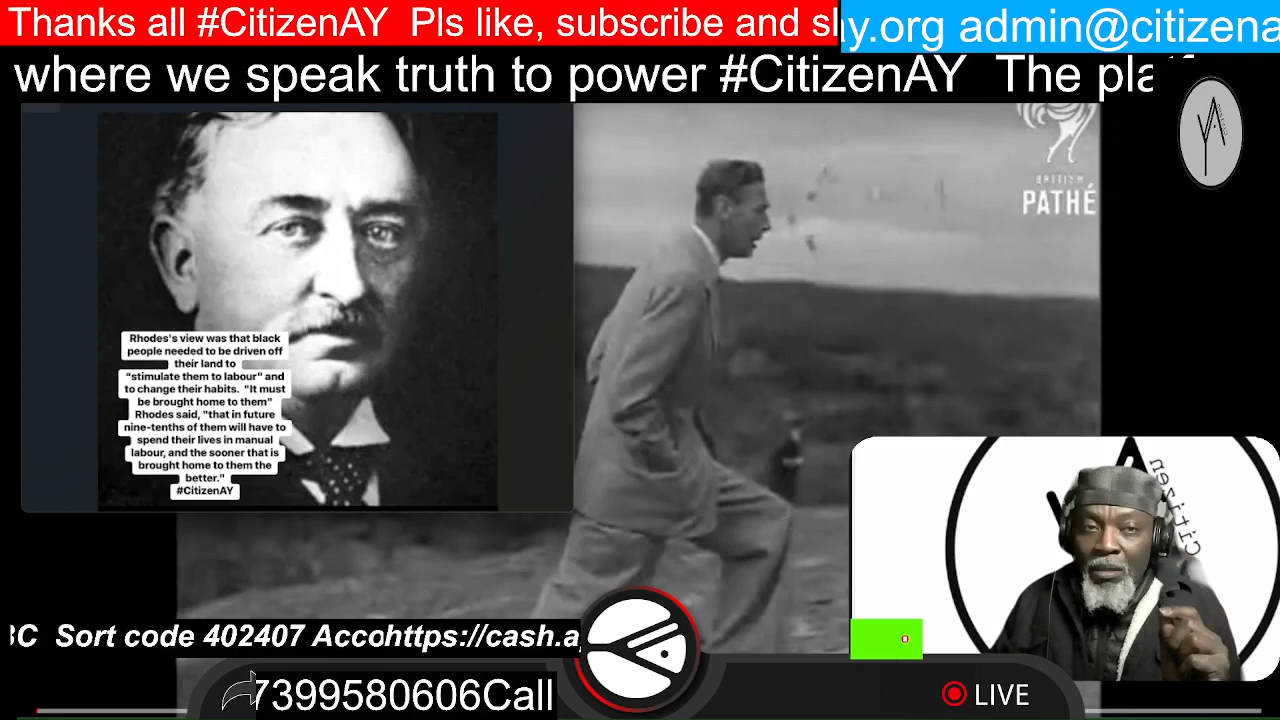 Thanks all #CitizenAY Pls like, subscribe and sh
ay.org admin@citizena
where we speak truth to power #CitizenAY The platf
BRITISH
PATHÉ
Rhodes's view was that black
people needed to be driven off
their land to
"stimulate them to labour" and
to change their habits. "It must
be brought home to them"
Rhodes said, "that in future
nine-tenths of them will have to
spend their lives in manual
labour, and the sooner that is
brought home to them the
better."
#CitizenAY
Citizen
BC Sort code 402407 Accohttps://cash.a
7399580606Call
LIVE